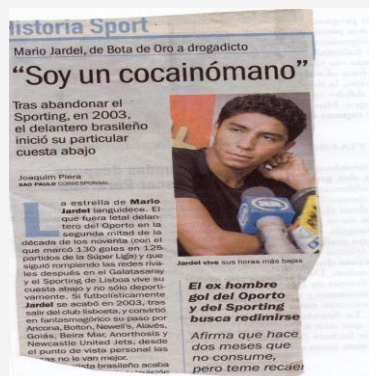 Historia Sport
Mario Jardel, de Bota de Oro a drogadicto
“Soy un cocainómano”
Tras abandonar el
Sporting, en 2003,
el delantero brasileño
inició su particular
cuesta abajo
Joaquim Piera
SAO PAULO CORRESPONSAL
La estrella de Mario
Jardel languidece. El
que fuera letal delan-
tero del Oporto en la
segunda mitad de la
década de los noventa (con el
que marcó 130 goles en 125
partidos de la Súper Liga) y que
siguió rompiendo las redes riva-
les después en el Galatasaray
y el Sporting de Lisboa vive su
cuesta abajo y no sólo deporti-
vamente. Si futbolísticamente
Jardel se acabó en 2003, tras
salir del club lisboeta, y convirtió
en fantasmagórico su paso por
Ancona, Bolton, Newell's, Alavés,
Goiás, Beira Mar, Anorthosis y
Newcastle United Jets, desde
el punto de vista personal las
no le van mejor.
brasileño acaba
Jardel vive sus horas más bajas
El ex hombre
gol del Oporto
y del Sporting
busca redimirse
Afirma que hace
dos meses que
no consume,
pero teme recaer